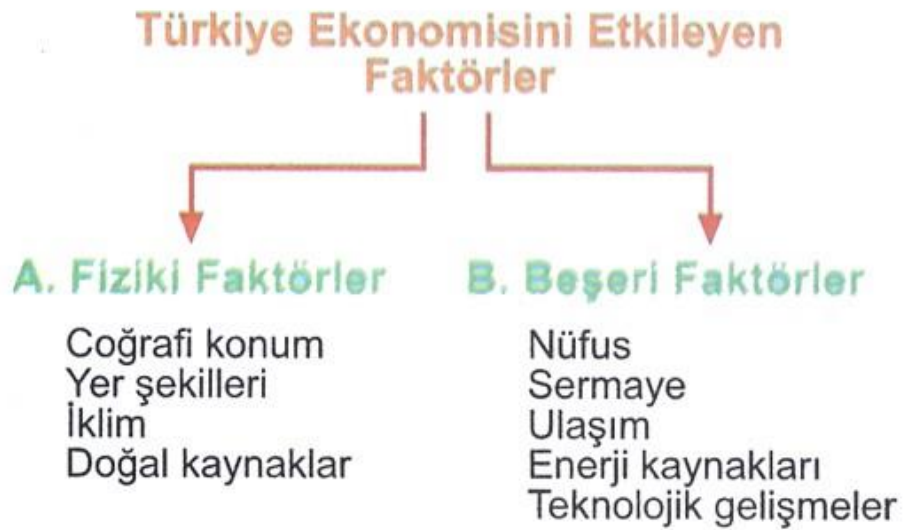 Türkiye Ekonomisini Etkileyen
Faktörler
A. Fiziki Faktörler
Coğrafi konum
Yer şekilleri
İklim
Doğal kaynaklar
B. Beşeri Faktörler
Nüfus
Sermaye
Ulaşım
Enerji kaynakları
Teknolojik gelişmeler